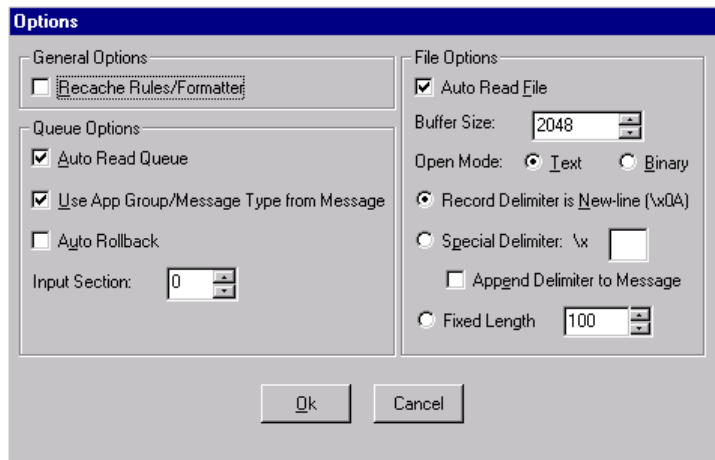 Options
General Options
Recache Rules/Formatter
Queue Options
Auto Read Queue
Use App Group/Message Type from Message
Auto Rollback
Input Section: 0
File Options
Auto Read File
Buffer Size: 2048
Open Mode: Text Binary
Record Delimiter is New-line (\x0A)
Special Delimiter: \x
Append Delimiter to Message
Fixed Length 100
Ok Cancel